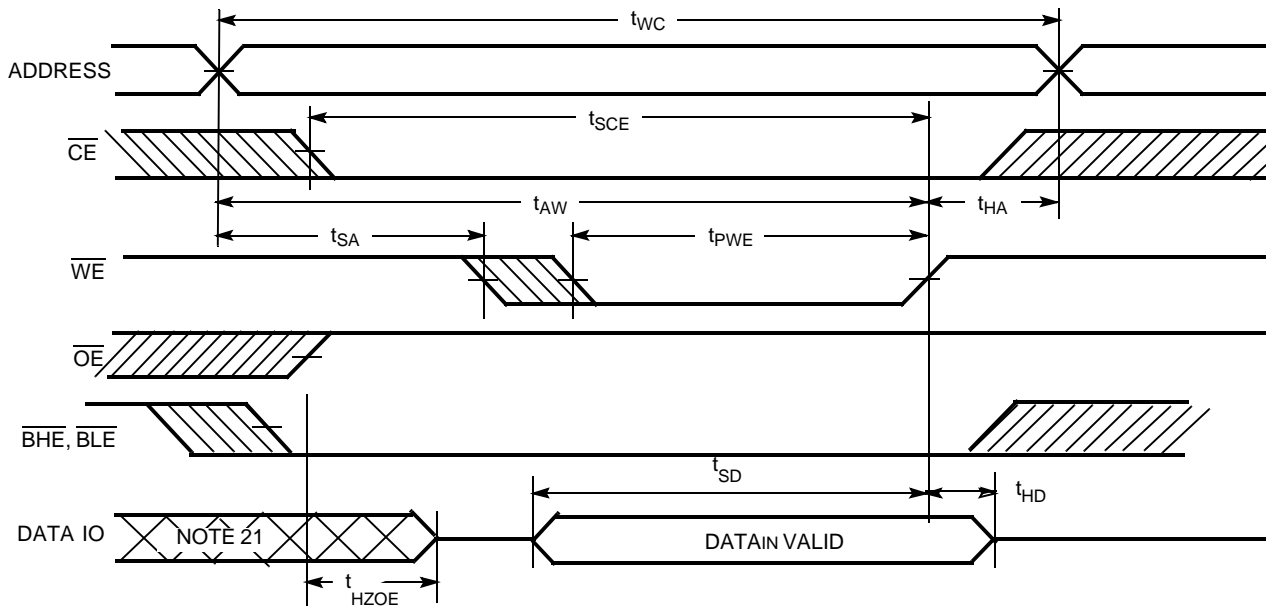 tWC
ADDRESS
tSCE
CE
tAW
tHA
tSA
tPWE
WE
OE
BHE, BLE
tSD
tHD
DATA IO
NOTE 21
DATAIN VALID
tHZOE